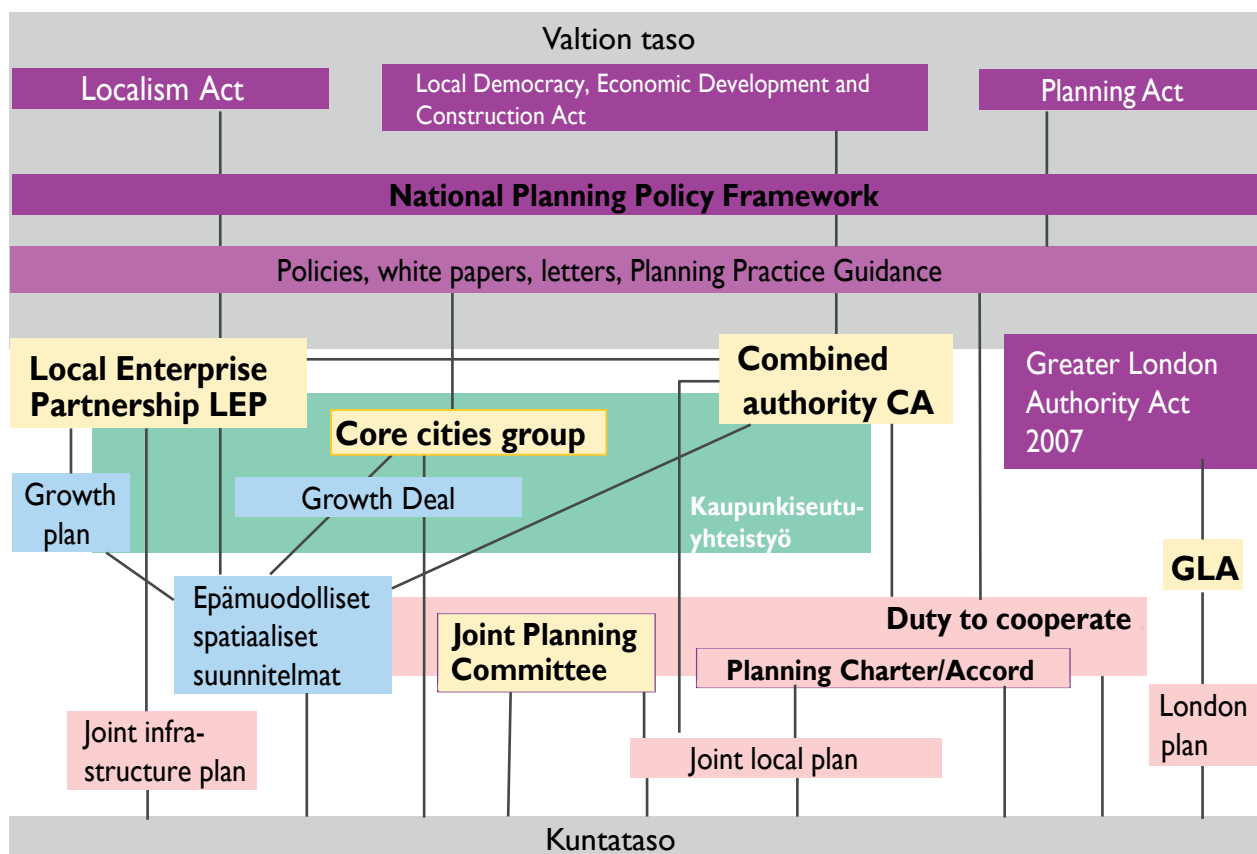 Valtion taso
Localism Act
Local Democracy, Economic Development and
Construction Act
Planning Act
National Planning Policy Framework
Policies, white papers, letters, Planning Practice Guidance
Local Enterprise
Partnership LEP
Combined
authority CA
Greater London
Authority Act
2007
Core cities group
Growth
plan
Growth Deal
Kaupunkiseutu-
yhteistyö
GLA
Epämuodolliset
spatiaaliset
suunnitelmat
Duty to cooperate
Joint Planning
Committee
Planning Charter/Accord
London
plan
Joint infra-
structure plan
Joint local plan
Kuntataso